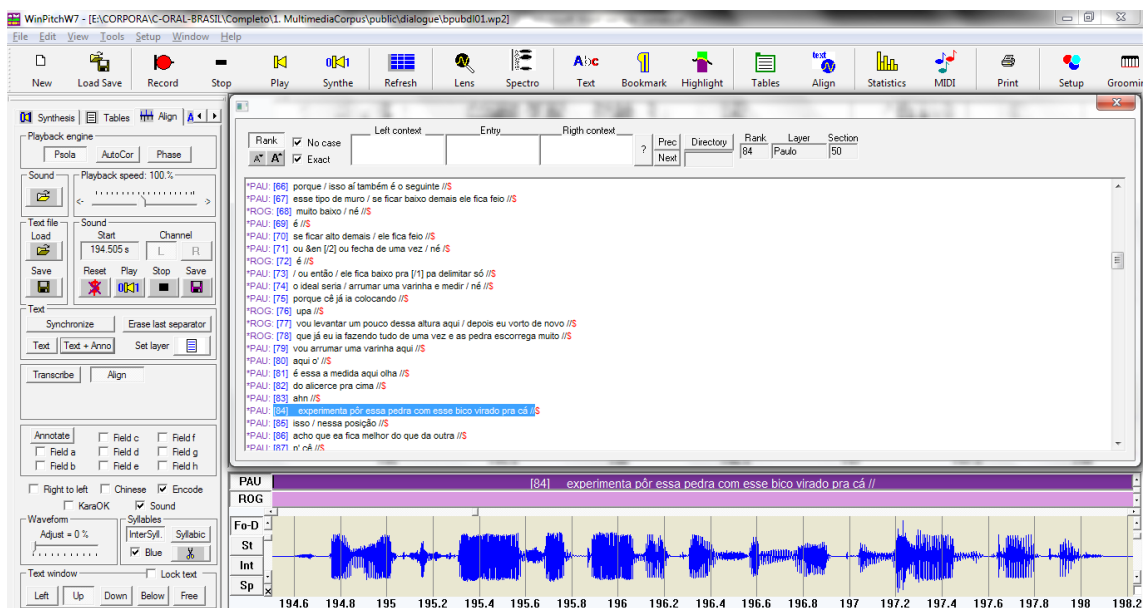 WinPitchW7 - [E:\CORPORA\C-ORAL-BRASIL\Completo\1. MultimediaCorpus\public\dialogue\bpubdl01.wp2]
File Edit View Tools Setup Window Help
New Load Save Record Stop Play Synthe Refresh Lens Spectro Text Bookmark Highlight Tables Align Statistics MIDI Print Setup Groomin
Synthesis Tables Align
Playback engine
Psola AutoCor Phase
Sound Playback speed: 100.%
<- >
Text file Sound
Load Start Channel
194.505 s L R
Save Reset Play Stop Save
Text
Synchronize Erase last separator
Text Text + Anno Set layer
Transcribe Align
Annotate Field c Field f
Field a Field d Field g
Field b Field e Field h
Right to left Chinese Encode
KaraOK Sound
Waveform Syllables
Adjust = 0 % InterSyll. Syllabic
Blue
Text window Lock text
Left Up Down Below Free
Left context Entry Rigth context
Rank No case ? Prec Directory Rank Layer Section
A A Exact Next 84 Paulo 50
*PAU: [66] porque / isso aí também é o seguinte //$
*PAU: [67] esse tipo de muro / se ficar baixo demais ele fica feio //$
*ROG: [68] muito baixo / né //$
*PAU: [69] é //$
*PAU: [70] se ficar alto demais / ele fica feio //$
*PAU: [71] ou &en [/2] ou fecha de uma vez / né /$
*ROG: [72] é //$
*PAU: [73] / ou então / ele fica baixo pra [/1] pa delimitar só //$
*PAU: [74] o ideal seria / arrumar uma varinha e medir / né //$
*PAU: [75] porque cê já ia colocando //$
*ROG: [76] upa //$
*ROG: [77] vou levantar um pouco dessa altura aqui / depois eu vorto de novo //$
*ROG: [78] que já eu ia fazendo tudo de uma vez e as pedra escorrega muito //$
*PAU: [79] vou arrumar uma varinha aqui //$
*PAU: [80] aqui o' //$
*PAU: [81] é essa a medida aqui olha //$
*PAU: [82] do alicerce pra cima //$
*PAU: [83] ahn //$
*PAU: [84] experimenta pôr essa pedra com esse bico virado pra cá //$
*PAU: [85] isso / nessa posição //$
*PAU: [86] acho que ea fica melhor do que da outra //$
*PAU: [87] p' cê //$
PAU [84] experimenta pôr essa pedra com esse bico virado pra cá //
ROG
Fo-D
St
Int
Sp
194.6 194.8 195 195.2 195.4 195.6 195.8 196 196.2 196.4 196.6 196.8 197 197.2 197.4 197.6 197.8 198 198.2